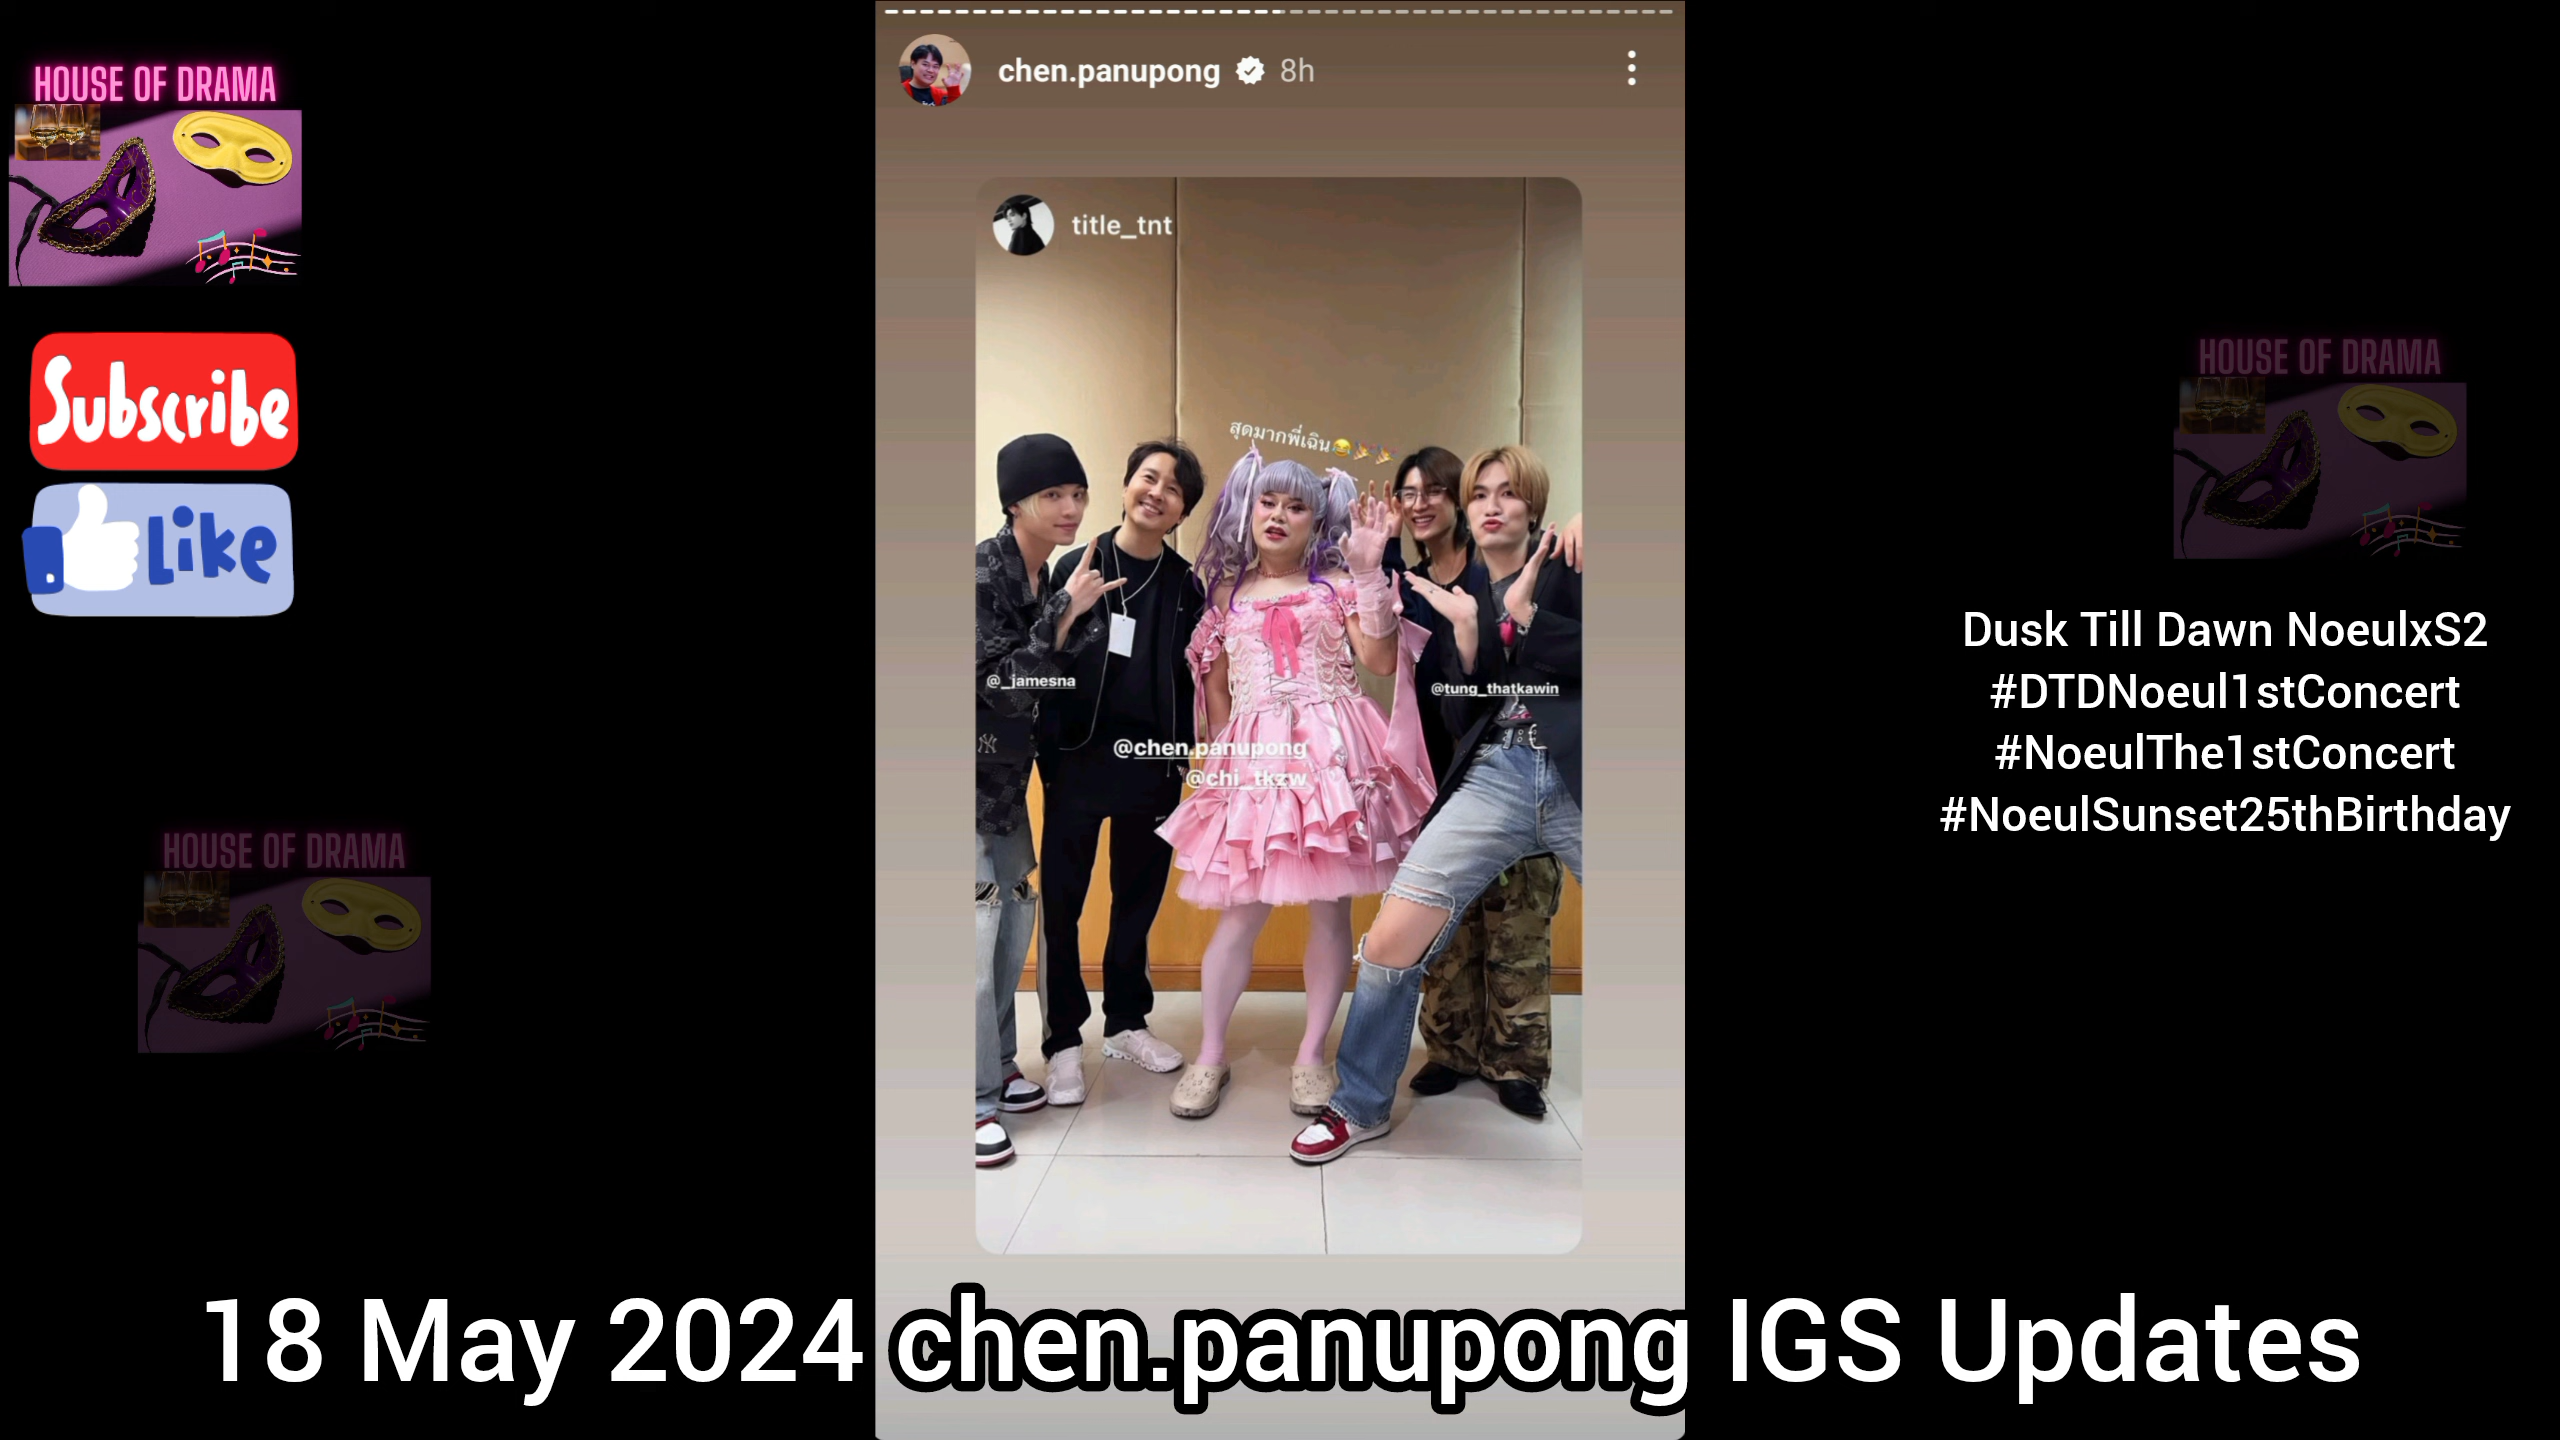 HOUSE OF DRAMA
Subscribe
Like
HOUSE OF DRAMA
chen.panupong 8h
title_tnt
สุดมากพี่เฉิน😂🎉🎉
@_jamesna
@tung_thatkawin
@chen.panupong
@chi_tkzw
NY
HOUSE OF DRAMA
Dusk Till Dawn NoeulxS2
#DTDNoeul1stConcert
#NoeulThe1stConcert
#NoeulSunset25thBirthday
18 May 2024 chen.panupong IGS Updates